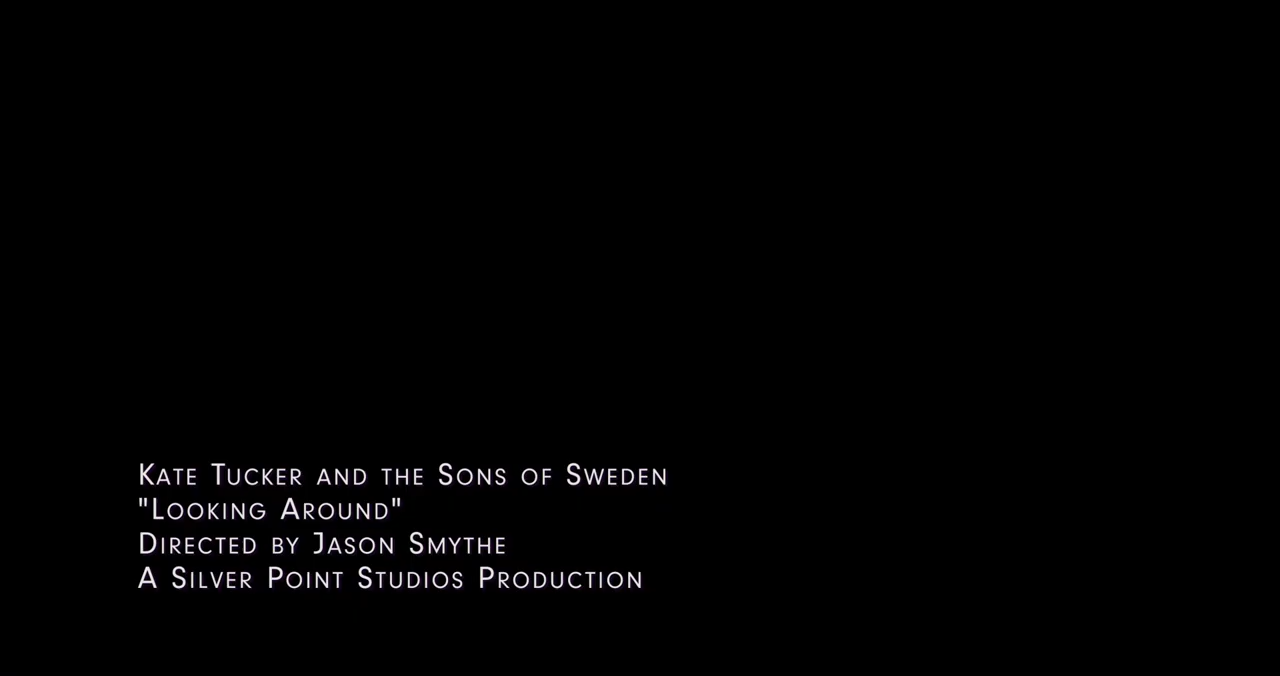 Kate Tucker and the Sons of Sweden
"Looking Around"
Directed by Jason Smythe
A Silver Point Studios Production